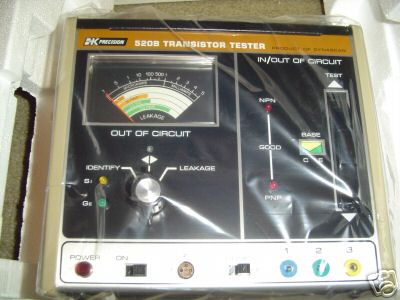 BK PRECISION 520B TRANSISTOR TESTER PRODUCT OF DYNASCAN
IN/OUT OF CIRCUIT
TEST
LEAKAGE
OUT OF CIRCUIT
IDENTIFY LEAKAGE
SI
GE
NPN
GOOD
PNP
BASE
C E
POWER ON 1 2 3
eBay